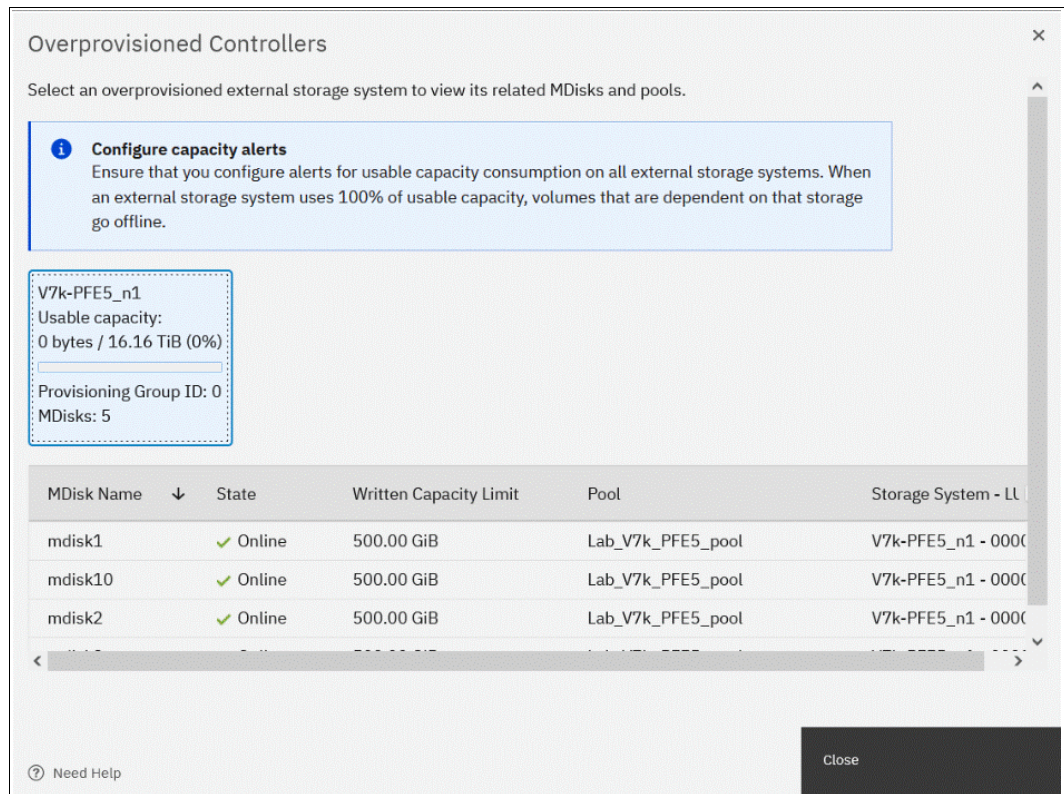 Overprovisioned Controllers
Select an overprovisioned external storage system to view its related MDisks and pools.
Configure capacity alerts
Ensure that you configure alerts for usable capacity consumption on all external storage systems. When
an external storage system uses 100% of usable capacity, volumes that are dependent on that storage
go offline.
V7k-PFE5_n1
Usable capacity:
0 bytes / 16.16 TiB (0%)
Provisioning Group ID: 0
MDisks: 5
MDisk Name State Written Capacity Limit Pool Storage System - LU
mdisk1 Online 500.00 GiB Lab_V7k_PFE5_pool V7k-PFE5_n1 - 000
mdisk10 Online 500.00 GiB Lab_V7k_PFE5_pool V7k-PFE5_n1 - 000
mdisk2 Online 500.00 GiB Lab_V7k_PFE5_pool V7k-PFE5_n1 - 000
Need Help
Close